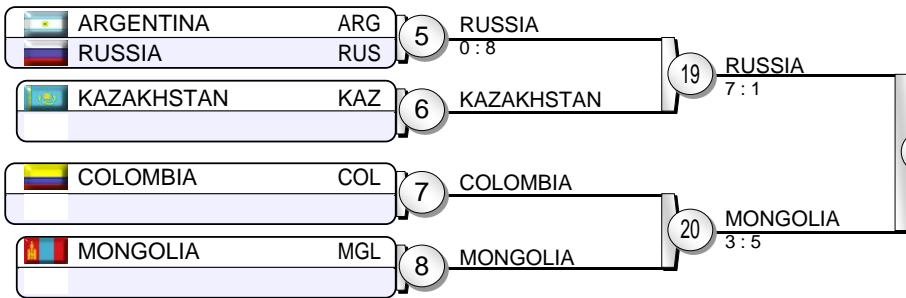 ARGENTINA ARG
RUSSIA RUS
5
RUSSIA
0 : 8
KAZAKHSTAN KAZ
6
KAZAKHSTAN
19
RUSSIA
7 : 1
COLOMBIA COL
7
COLOMBIA
MONGOLIA MGL
8
MONGOLIA
20
MONGOLIA
3 : 5